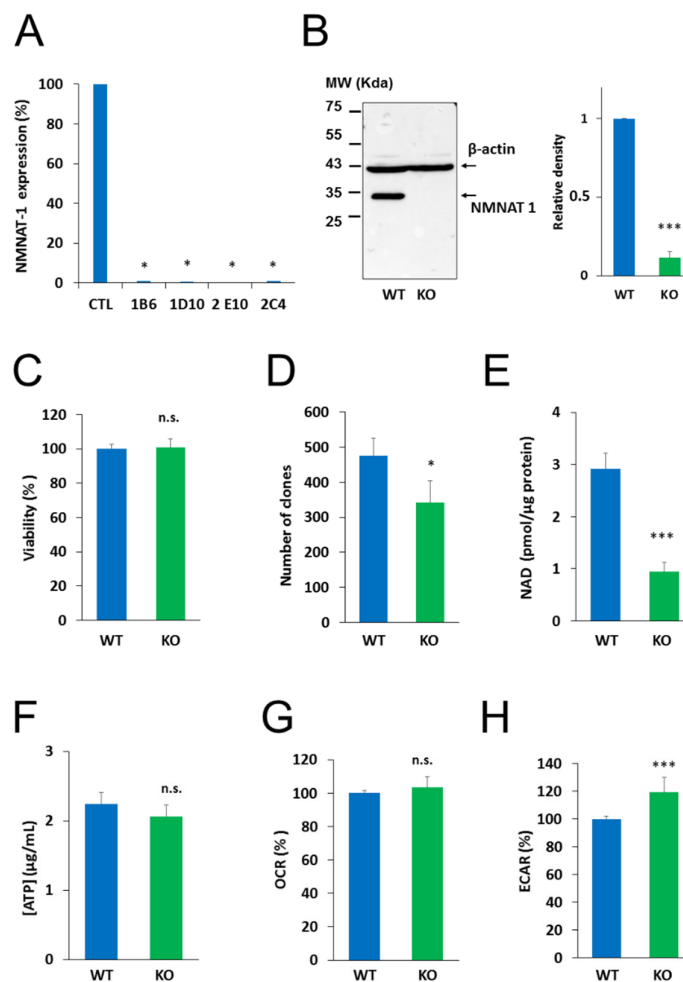 A
NMNAT-1 expression (%)
100
80
60
40
20
0
* * * *
CTL 1B6 1D10 2 E10 2C4
B
MW (Kda)
75
55
43
35
25
β-actin
NMNAT 1
WT KO
Relative density
1
0.5
0
***
WT KO
C
Viability (% )
120
100
80
60
40
20
0
n.s.
WT KO
D
Number of clones
600
500
400
300
200
100
0
*
WT KO
E
NAD (pmol/µg protein)
4
3
2
1
0
***
WT KO
F
[ATP] (µg/mL)
3
2
1
0
n.s.
WT KO
G
OCR (% )
120
100
80
60
40
20
0
n.s.
WT KO
H
ECAR (%)
140
120
100
80
60
40
20
0
***
WT KO